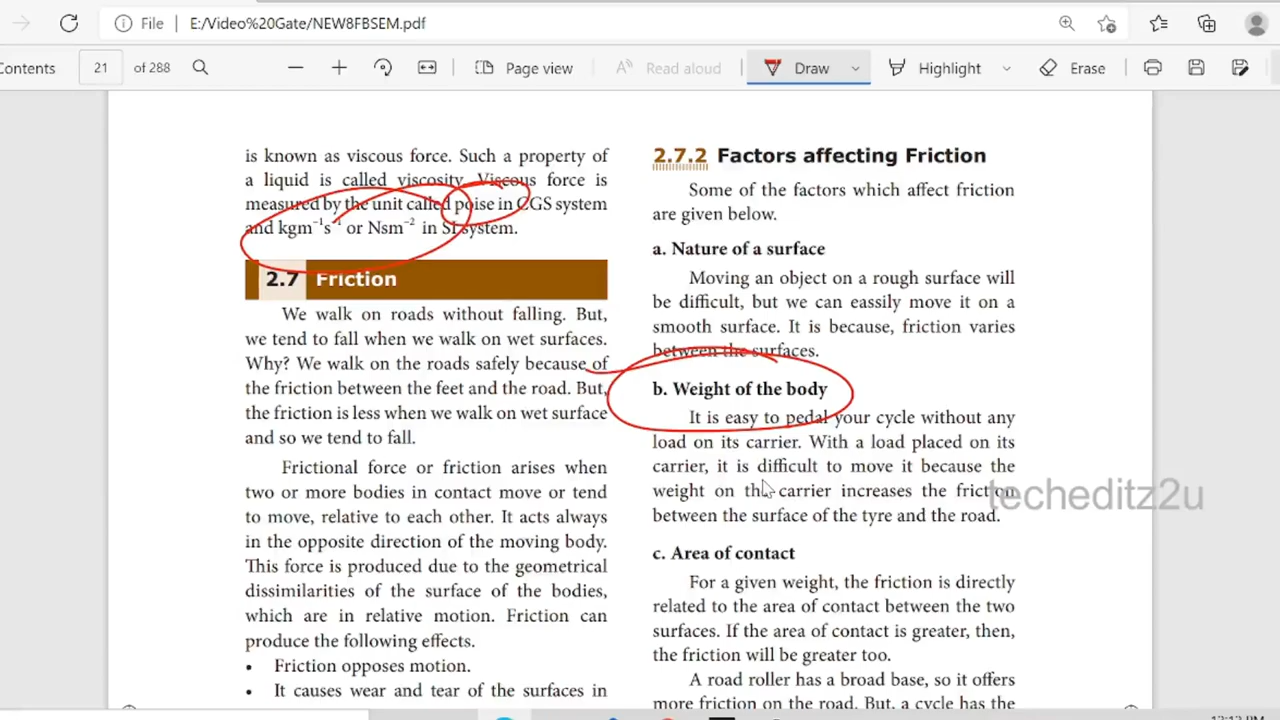 File
E:/Video%20Gate/NEW8FBSEM.pdf
Contents
21
of 288
Page view
Read aloud
Draw
Highlight
Erase
is known as viscous force. Such a property of
a liquid is called viscosity. Viscous force is
measured by the unit called poise in CGS system
and kgm⁻¹s⁻¹ or Nsm⁻² in SI system.
2.7 Friction
We walk on roads without falling. But,
we tend to fall when we walk on wet surfaces.
Why? We walk on the roads safely because of
the friction between the feet and the road. But,
the friction is less when we walk on wet surface
and so we tend to fall.
Frictional force or friction arises when
two or more bodies in contact move or tend
to move, relative to each other. It acts always
in the opposite direction of the moving body.
This force is produced due to the geometrical
dissimilarities of the surface of the bodies,
which are in relative motion. Friction can
produce the following effects.
• Friction opposes motion.
• It causes wear and tear of the surfaces in
2.7.2 Factors affecting Friction
Some of the factors which affect friction
are given below.
a. Nature of a surface
Moving an object on a rough surface will
be difficult, but we can eassily move it on a
smooth surface. It is because, friction varies
between the surfaces.
b. Weight of the body
It is easy to pedal your cycle without any
load on its carrier. With a load placed on its
carrier, it is difficult to move it because the
weight on the carrier increases the friction
between the surface of the tyre and the road.
c. Area of contact
For a given weight, the friction is directly
related to the area of contact between the two
surfaces. If the area of contact is greater, then,
the friction will be greater too.
A road roller has a broad base, so it offers
more friction on the road. But, a cycle has the
techeditz2u